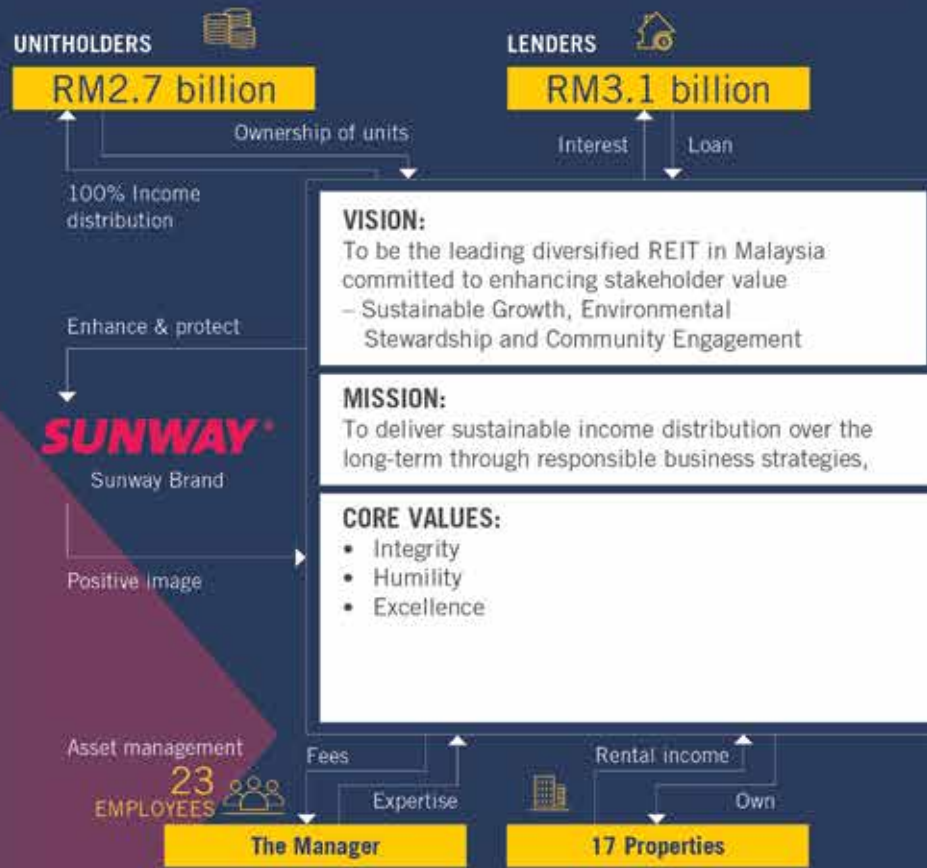 UNITHOLDERS
RM2.7 billion
LENDERS
RM3.1 billion
Ownership of units
Interest
Loan
100% Income
distribution
VISION:
To be the leading diversified REIT in Malaysia
committed to enhancing stakeholder value
– Sustainable Growth, Environmental
Stewardship and Community Engagement
Enhance & protect
MISSION:
To deliver sustainable income distribution over the
long-term through responsible business strategies,
SUNWAY®
Sunway Brand
CORE VALUES:
• Integrity
• Humility
• Excellence
Positive image
Asset management
23
EMPLOYEES
Fees
Expertise
Rental income
Own
The Manager
17 Properties